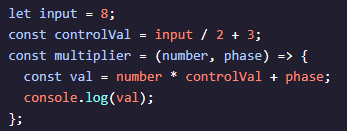 let input = 8;
const controlVal = input / 2 + 3;
const multiplier = (number, phase) => {
  const val = number * controlVal + phase;
  console.log(val);
};